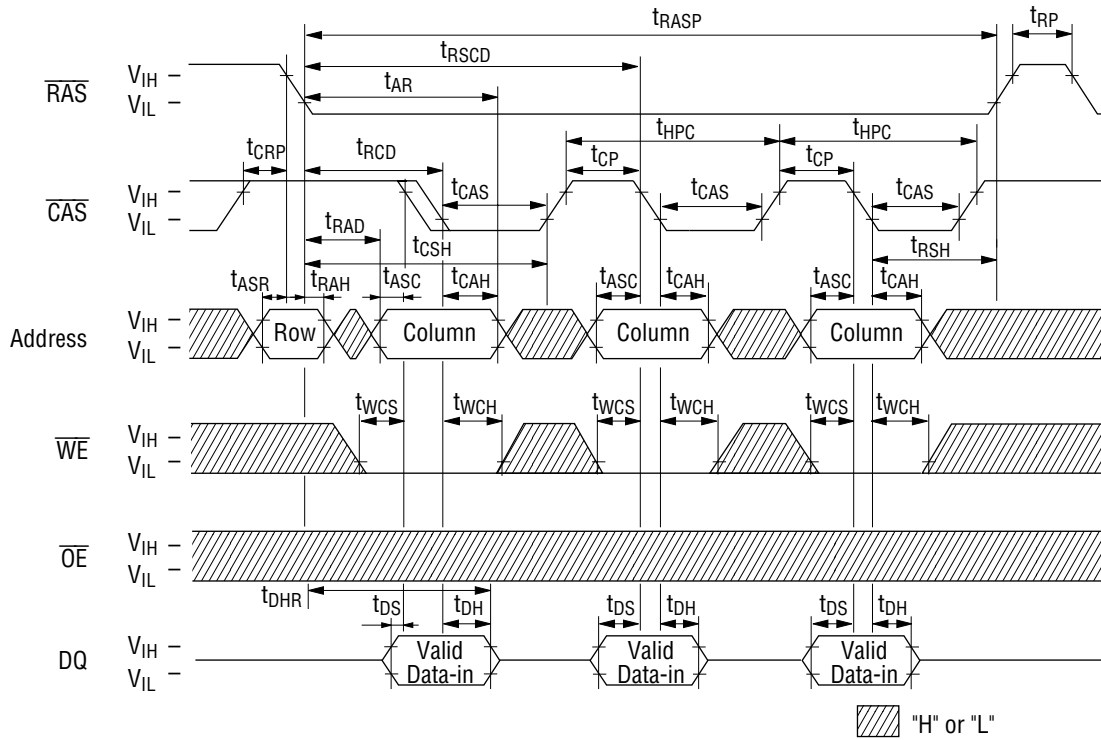 tRASP tRP
tRSCD
tAR
RAS VIH VIL
tCRP tRCD tHPC tHPC
tCP tCP
CAS VIH VIL tCAS tCAS tCAS
tRAD tCSH tRSH
tASR tRAH tASC tCAH tASC tCAH tASC tCAH
Address VIH VIL Row Column Column Column
tWCS tWCH tWCS tWCH tWCS tWCH
WE VIH VIL
OE VIH VIL
tDHR
tDS tDH tDS tDH tDS tDH
DQ VIH VIL Valid Data-in Valid Data-in Valid Data-in
"H" or "L"